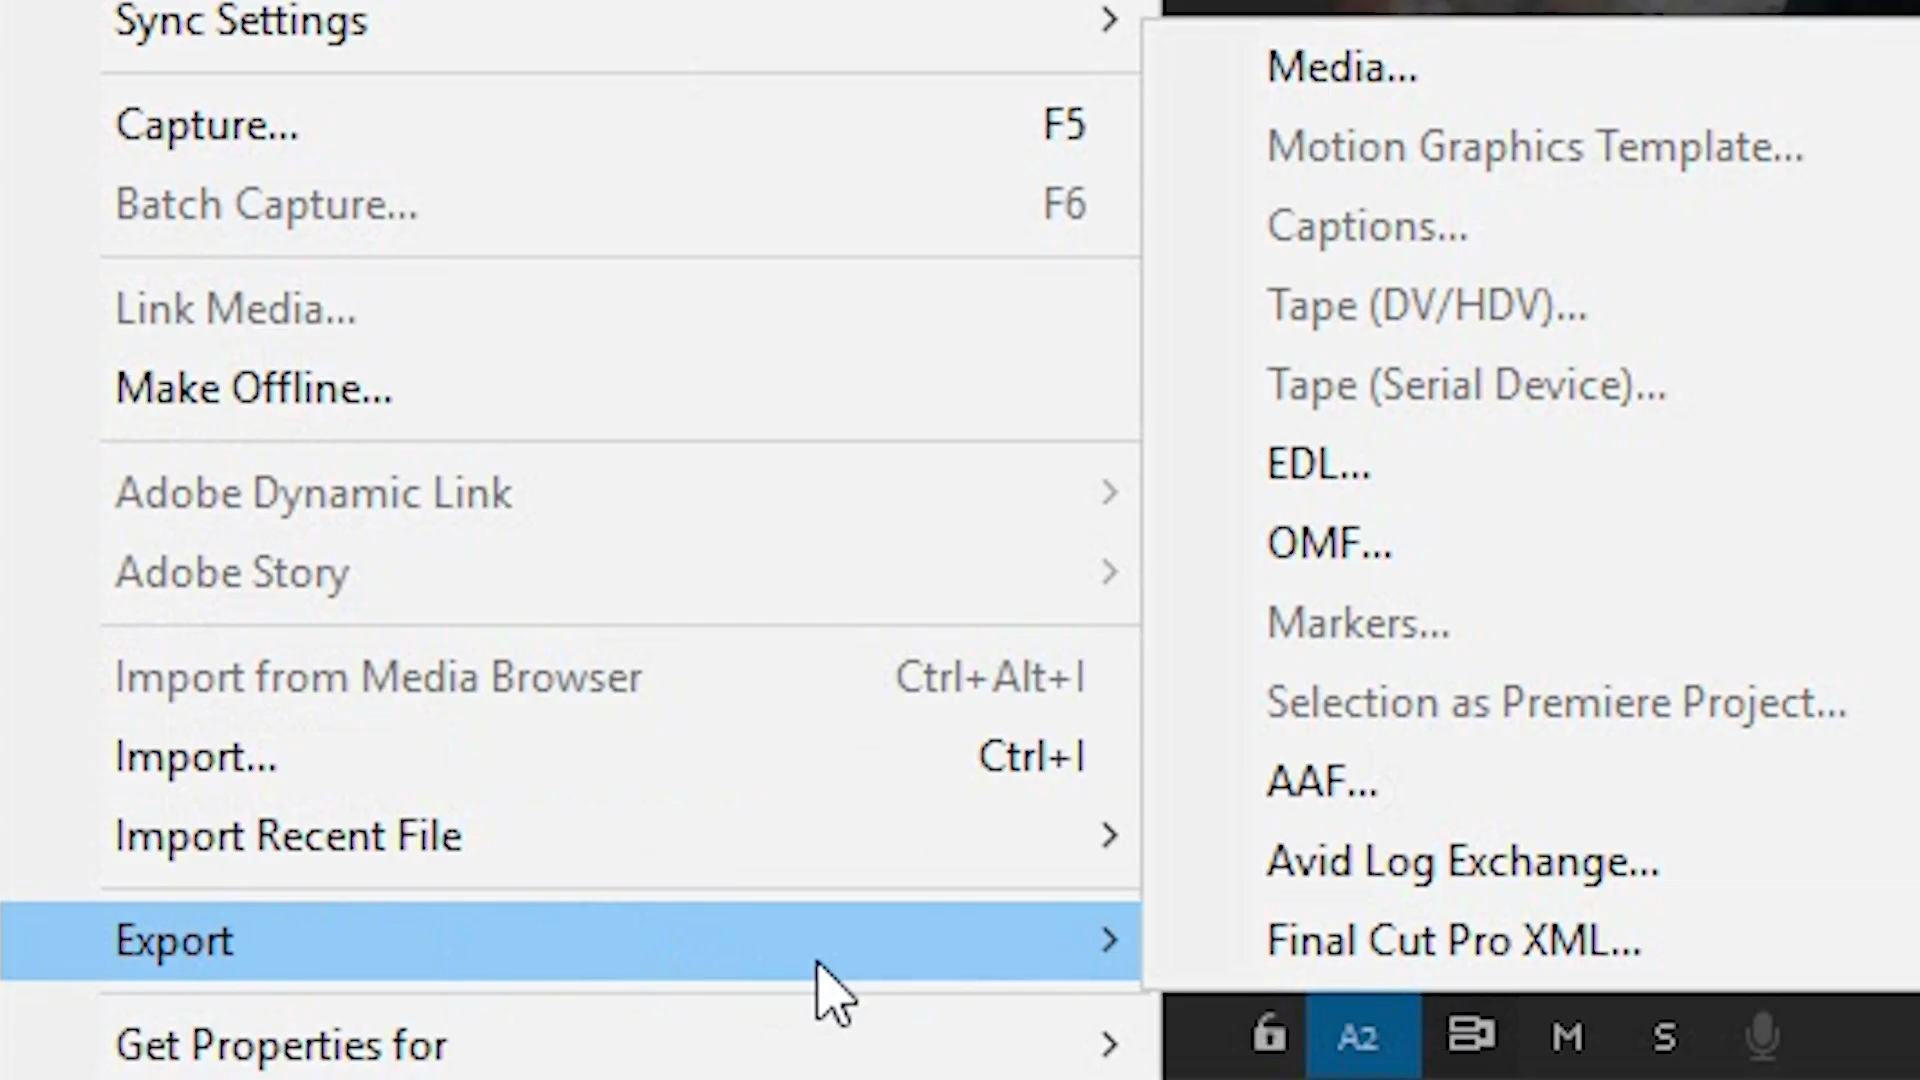 Sync Settings
Capture... F5
Batch Capture... F6
Link Media...
Make Offline...
Adobe Dynamic Link
Adobe Story
Import from Media Browser Ctrl+Alt+I
Import... Ctrl+I
Import Recent File
Export
Get Properties for
Media...
Motion Graphics Template...
Captions...
Tape (DV/HDV)...
Tape (Serial Device)...
EDL...
OMF...
Markers...
Selection as Premiere Project...
AAF...
Avid Log Exchange...
Final Cut Pro XML...
A2 M S